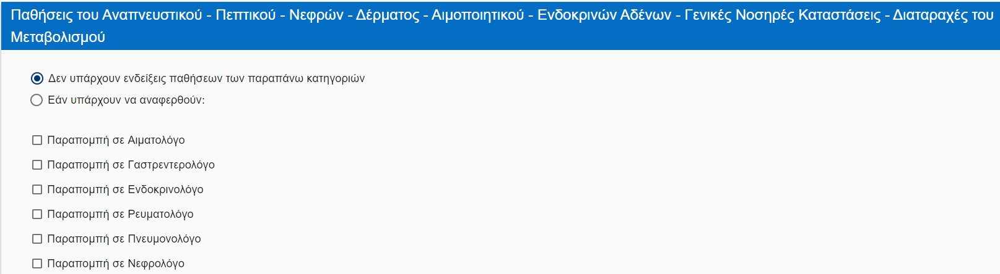 Παθήσεις του Αναπνευστικού - Πεπτικού - Νεφρών - Δέρματος - Αιμοποιητικού - Ενδοκρινών Αδένων - Γενικές Νοσηρές Καταστάσεις - Διαταραχές του
Μεταβολισμού
Δεν υπάρχουν ενδείξεις παθήσεων των παραπάνω κατηγοριών
Εάν υπάρχουν να αναφερθούν:
Παραπομπή σε Αιματολόγο
Παραπομπή σε Γαστρεντερολόγο
Παραπομπή σε Ενδοκρινολόγο
Παραπομπή σε Ρευματολόγο
Παραπομπή σε Πνευμονολόγο
Παραπομπή σε Νεφρολόγο